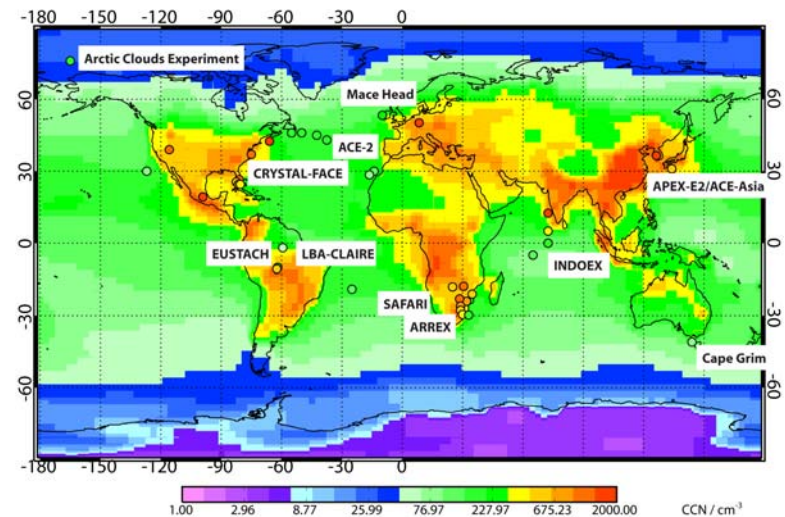 -180 -150 -120 -90 -60 -30 0
Arctic Clouds Experiment
Mace Head
60 60
ACE-2
30 30
CRYSTAL-FACE
APEX-E2/ACE-Asia
0 0
EUSTACH LBA-CLAIRE
INDOEX
SAFARI
-30 -30
ARREX
Cape Grim
-60 -60
-180 -150 -120 -90 -60 -30 0
1.00 2.96 8.77 25.99 76.97 227.97 675.23 2000.00 CCN / cm-3